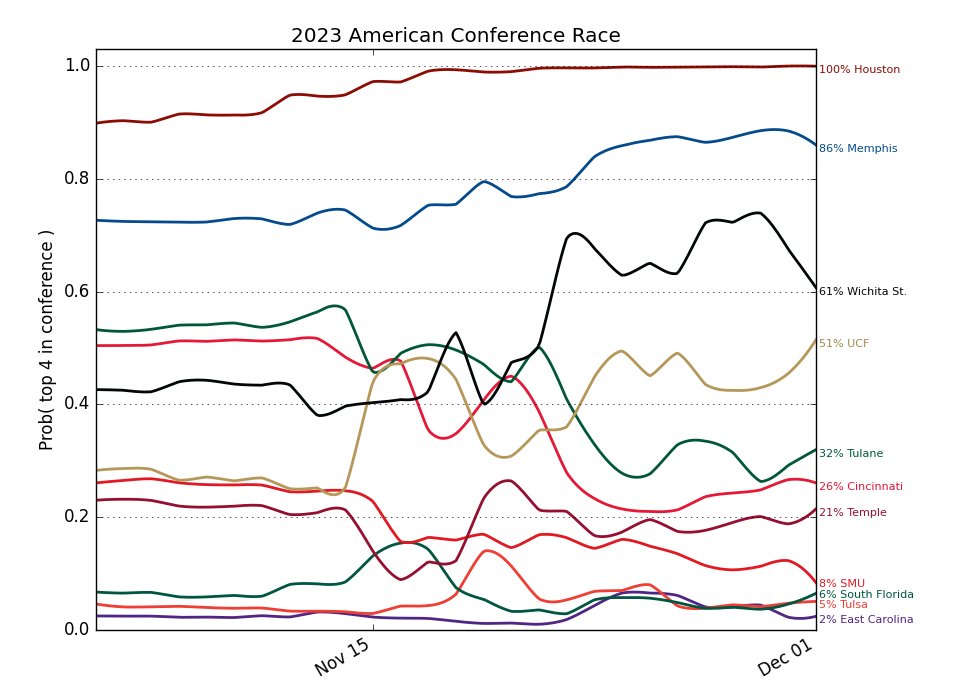 2023 American Conference Race
1.0
0.8
0.6
0.4
0.2
0.0
Prob( top 4 in conference )
Nov 15
Dec 01
100% Houston
86% Memphis
61% Wichita St.
51% UCF
32% Tulane
26% Cincinnati
21% Temple
8% SMU
6% South Florida
5% Tulsa
2% East Carolina